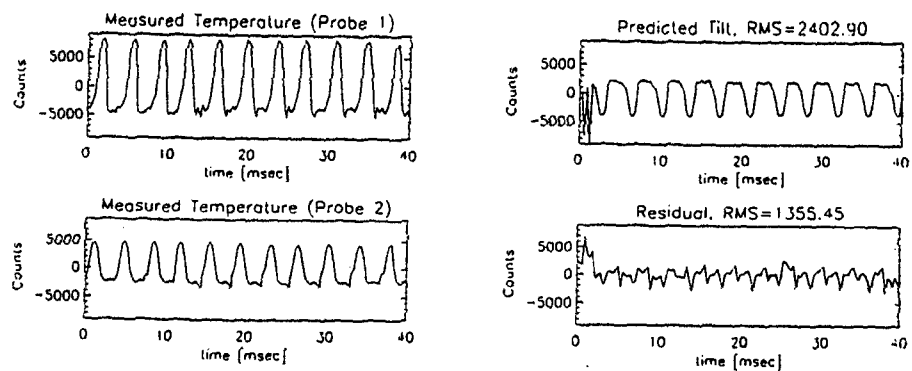 Measured Temperature (Probe 1)
Counts
5000
0
-5000
0 10 20 30 40
time [msec]
Predicted Tilt, RMS=2402.90
Counts
5000
0
-5000
0 10 20 30 40
time [msec]
Measured Temperature (Probe 2)
Counts
5000
0
-5000
0 10 20 30 40
time [msec]
Residual, RMS=1355.45
Counts
5000
0
-5000
0 10 20 30 40
time [msec]